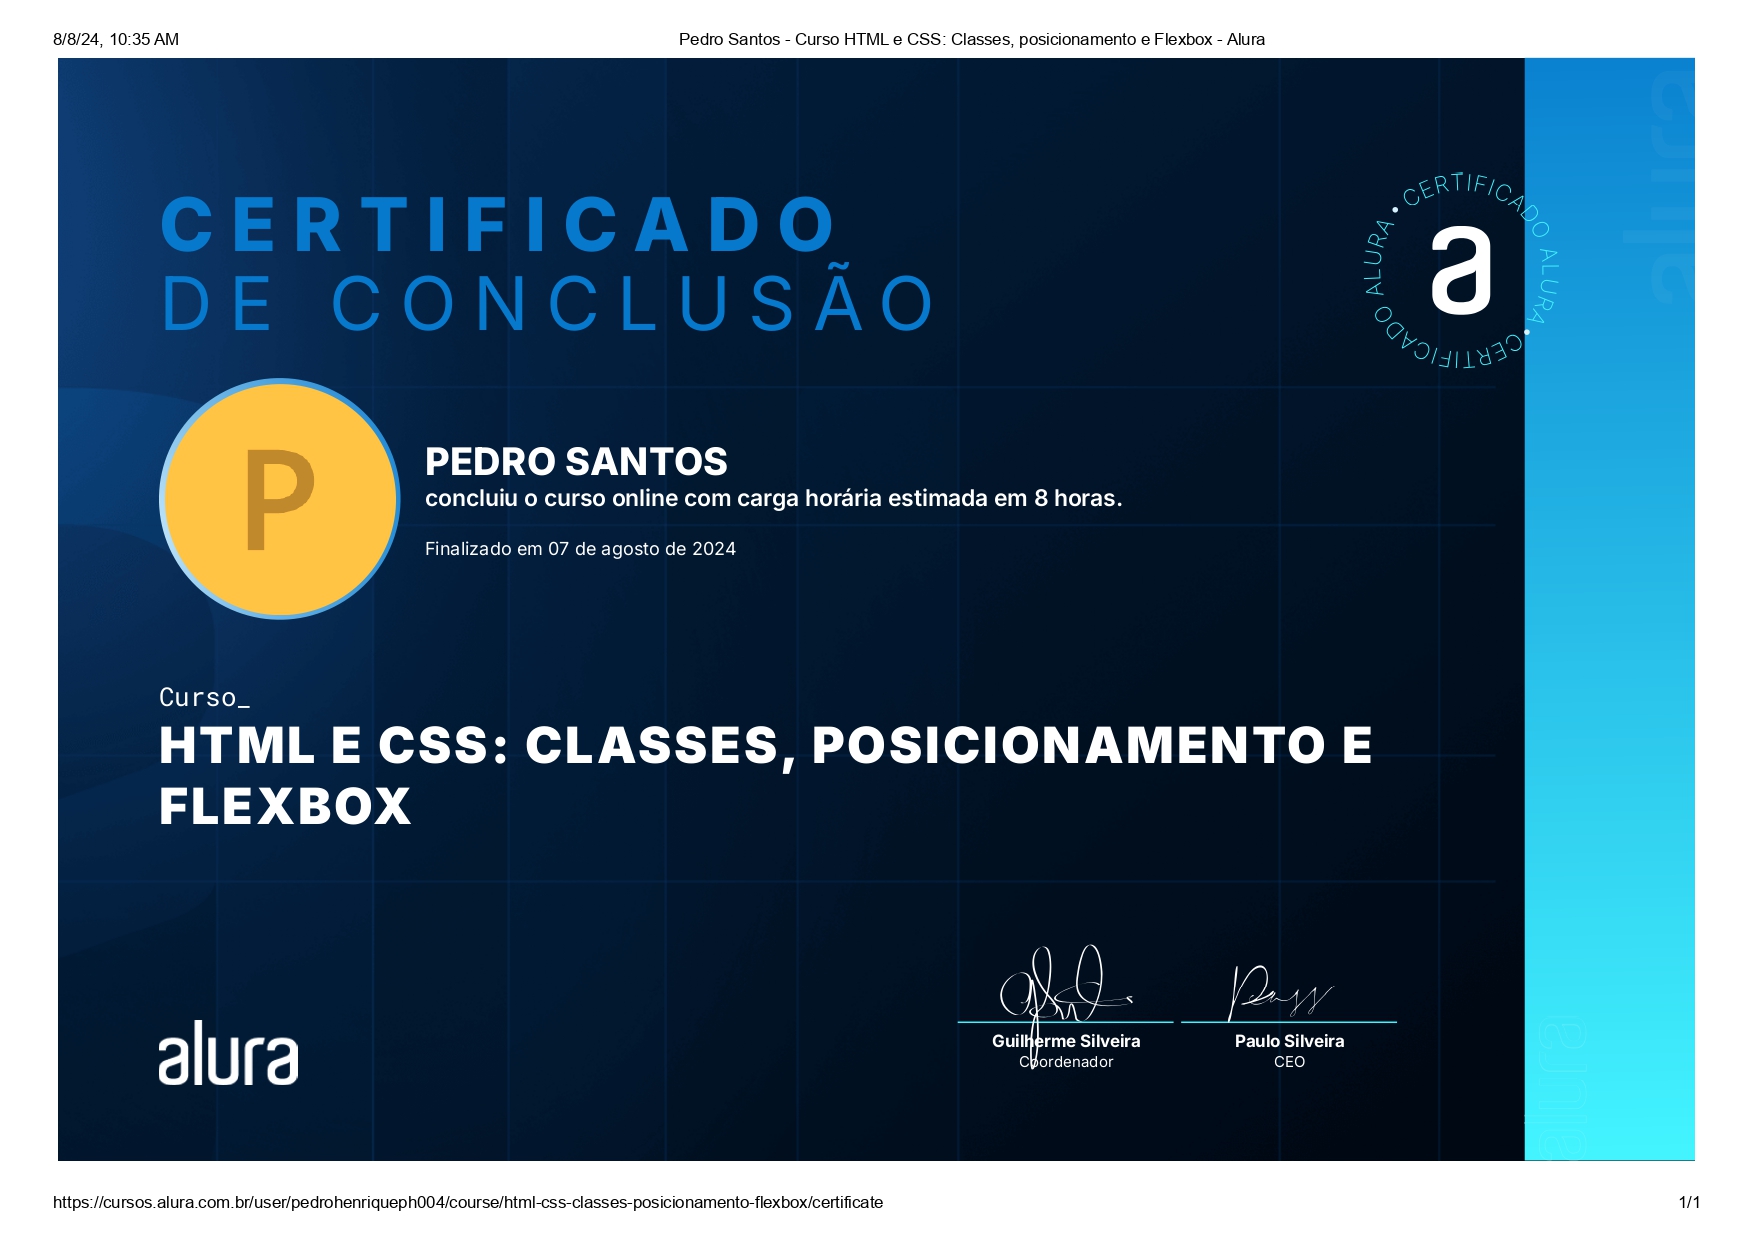 8/8/24, 10:35 AM
Pedro Santos - Curso HTML e CSS: Classes, posicionamento e Flexbox - Alura
CERTIFICADO
DE CONCLUSÃO
CERTIFICADO ALURA • CERTIFICADO ALURA •
a
alura
P
PEDRO SANTOS
concluiu o curso online com carga horária estimada em 8 horas.
Finalizado em 07 de agosto de 2024
Curso_
HTML E CSS: CLASSES, POSICIONAMENTO E
FLEXBOX
Guilherme Silveira
Coordenador
Paulo Silveira
CEO
alura
alura
https://cursos.alura.com.br/user/pedrohenriqueph004/course/html-css-classes-posicionamento-flexbox/certificate
1/1